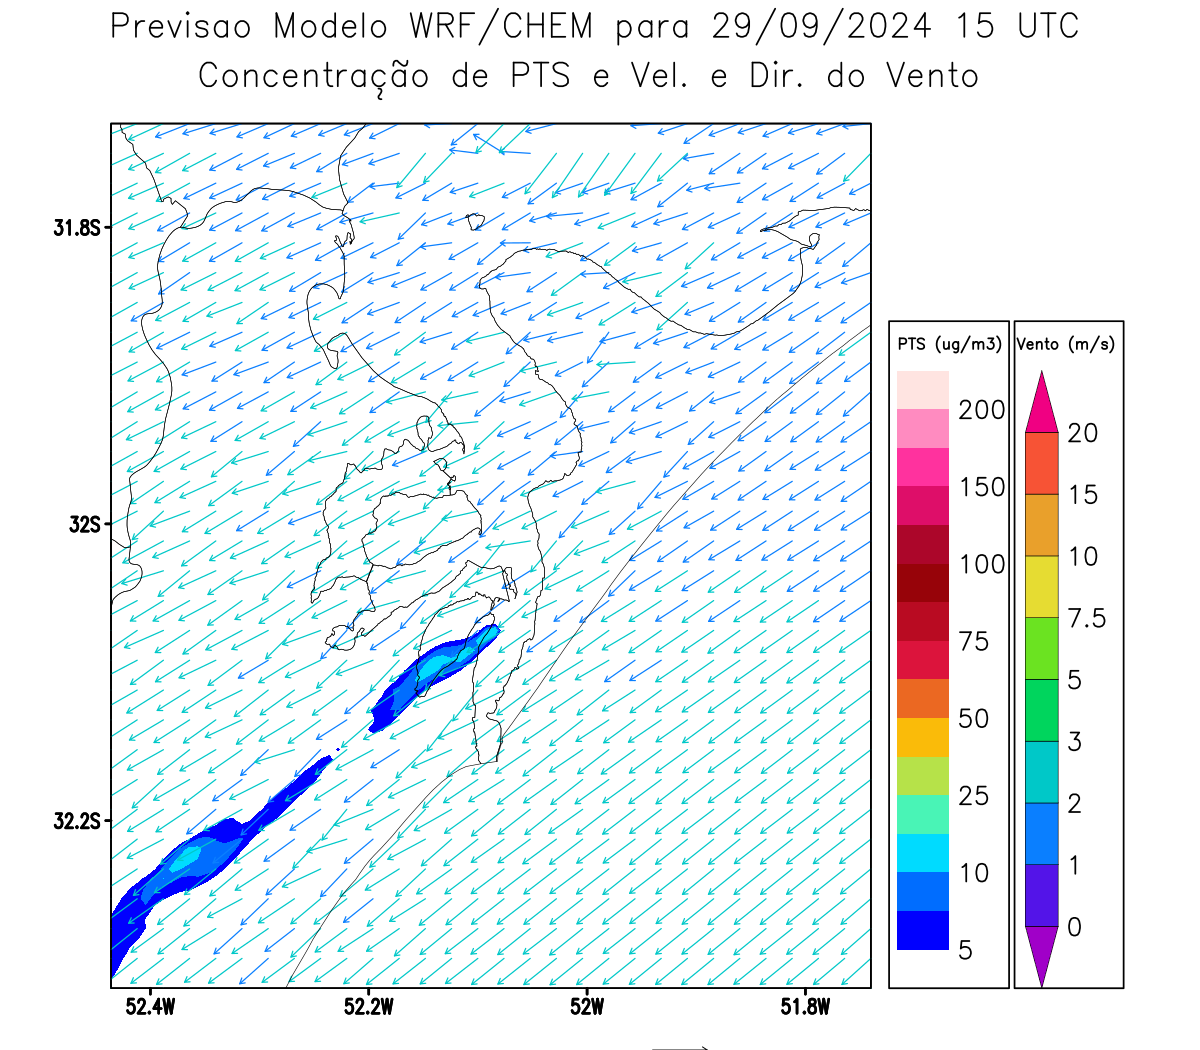 Previsao Modelo WRF/CHEM para 29/09/2024 15 UTC
Concentração de PTS e Vel. e Dir. do Vento
31.8S
32S
32.2S
52.4W 52.2W 52W 51.8W
PTS (ug/m3)
200
150
100
75
50
25
10
5
Vento (m/s)
20
15
10
7.5
5
3
2
1
0